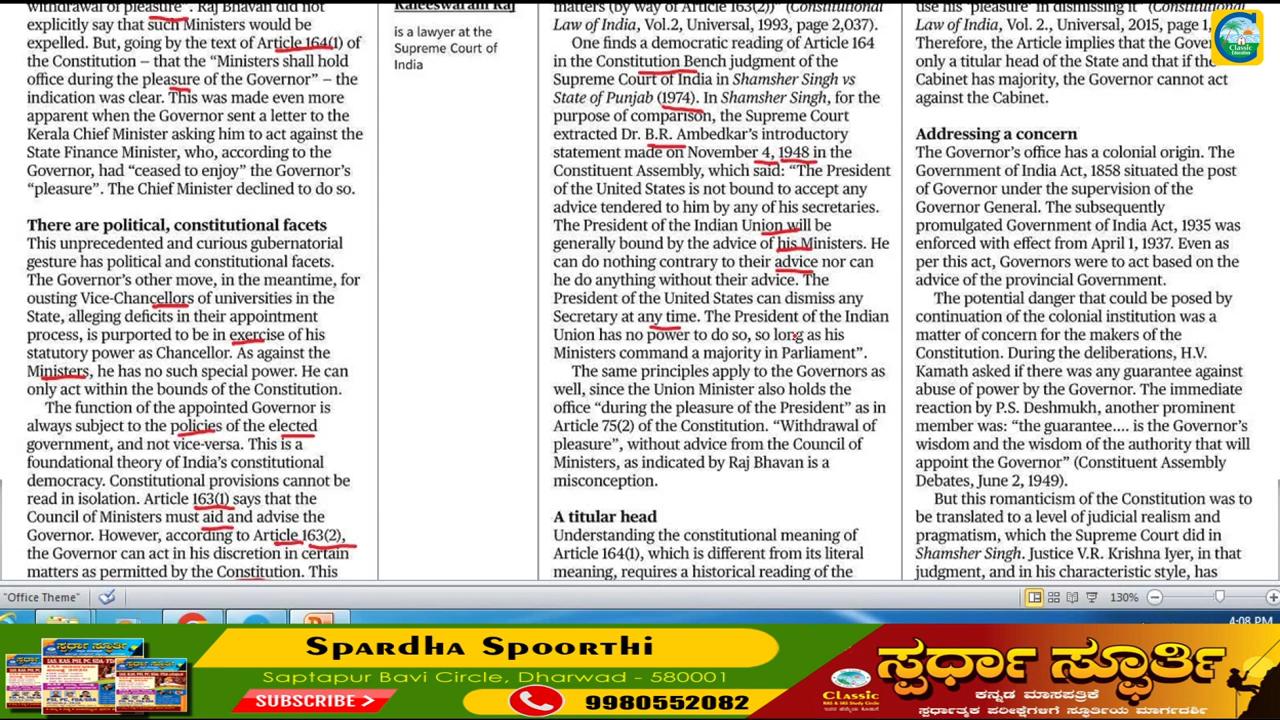 withdrawal of pleasure". Raj Bhavan did not
explicitly say that such Ministers would be
expelled. But, going by the text of Article 164(1) of
the Constitution – that the "Ministers shall hold
office during the pleasure of the Governor" – the
indication was clear. This was made even more
apparent when the Governor sent a letter to the
Kerala Chief Minister asking him to act against the
State Finance Minister, who, according to the
Governor, had "ceased to enjoy" the Governor's
"pleasure". The Chief Minister declined to do so.
There are political, constitutional facets
This unprecedented and curious gubernatorial
gesture has political and constitutional facets.
The Governor's other move, in the meantime, for
ousting Vice-Chancellors of universities in the
State, alleging deficits in their appointment
process, is purported to be in exercise of his
statutory power as Chancellor. As against the
Ministers, he has no such special power. He can
only act within the bounds of the Constitution.
The function of the appointed Governor is
always subject to the policies of the elected
government, and not vice-versa. This is a
foundational theory of India's constitutional
democracy. Constitutional provisions cannot be
read in isolation. Article 163(1) says that the
Council of Ministers must aid and advise the
Governor. However, according to Article 163(2),
the Governor can act in his discretion in certain
matters as permitted by the Constitution. This
Kaleeswaram Raj
is a lawyer at the
Supreme Court of
India
matters (by way of Article 163(2))" (Constitutional
Law of India, Vol.2, Universal, 1993, page 2,037).
One finds a democratic reading of Article 164
in the Constitution Bench judgment of the
Supreme Court of India in Shamsher Singh vs
State of Punjab (1974). In Shamsher Singh, for the
purpose of comparison, the Supreme Court
extracted Dr. B.R. Ambedkar's introductory
statement made on November 4, 1948 in the
Constituent Assembly, which said: "The President
of the United States is not bound to accept any
advice tendered to him by any of his secretaries.
The President of the Indian Union will be
generally bound by the advice of his Ministers. He
can do nothing contrary to their advice nor can
he do anything without their advice. The
President of the United States can dismiss any
Secretary at any time. The President of the Indian
Union has no power to do so, so long as his
Ministers command a majority in Parliament".
The same principles apply to the Governors as
well, since the Union Minister also holds the
office "during the pleasure of the President" as in
Article 75(2) of the Constitution. "Withdrawal of
pleasure", without advice from the Council of
Ministers, as indicated by Raj Bhavan is a
misconception.
A titular head
Understanding the constitutional meaning of
Article 164(1), which is different from its literal
meaning, requires a historical reading of the
use his 'pleasure' in dismissing it" (Constitutional
Law of India, Vol. 2., Universal, 2015, page 1,
Therefore, the Article implies that the Gover
only a titular head of the State and that if the
Cabinet has majority, the Governor cannot act
against the Cabinet.
Addressing a concern
The Governor's office has a colonial origin. The
Government of India Act, 1858 situated the post
of Governor under the supervision of the
Governor General. The subsequently
promulgated Government of India Act, 1935 was
enforced with effect from April 1, 1937. Even as
per this act, Governors were to act based on the
advice of the provincial Government.
The potential danger that could be posed by
continuation of the colonial institution was a
matter of concern for the makers of the
Constitution. During the deliberations, H.V.
Kamath asked if there was any guarantee against
abuse of power by the Governor. The immediate
reaction by P.S. Deshmukh, another prominent
member was: "the guarantee.... is the Governor's
wisdom and the wisdom of the authority that will
appoint the Governor" (Constituent Assembly
Debates, June 2, 1949).
But this romanticism of the Constitution was to
be translated to a level of judicial realism and
pragmatism, which the Supreme Court did in
Shamsher Singh. Justice V.R. Krishna Iyer, in that
judgment, and in his characteristic style, has
Classic
Education
"Office Theme"
130%
4:08 PM
Spardha Spoorthi
Saptapur Bavi Circle, Dharwad - 580001
SUBSCRIBE
9980552082
ಸ್ಪರ್ಧಾ ಸ್ಫೂರ್ತಿ
ಕನ್ನಡ ಮಾಸಪತ್ರಿಕೆ
ಸ್ಪರ್ಧಾತ್ಮಕ ಪರೀಕ್ಷೆಗಳಿಗೆ ಸ್ಫೂರ್ತಿಯ ಮಾರ್ಗದರ್ಶಿ
Classic